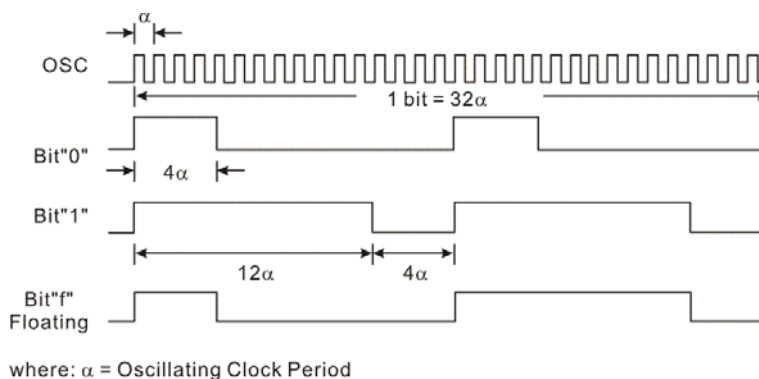 α
OSC
1 bit = 32α
Bit"0"
4α
Bit"1"
12α
4α
Bit"f"
Floating
where: α = Oscillating Clock Period